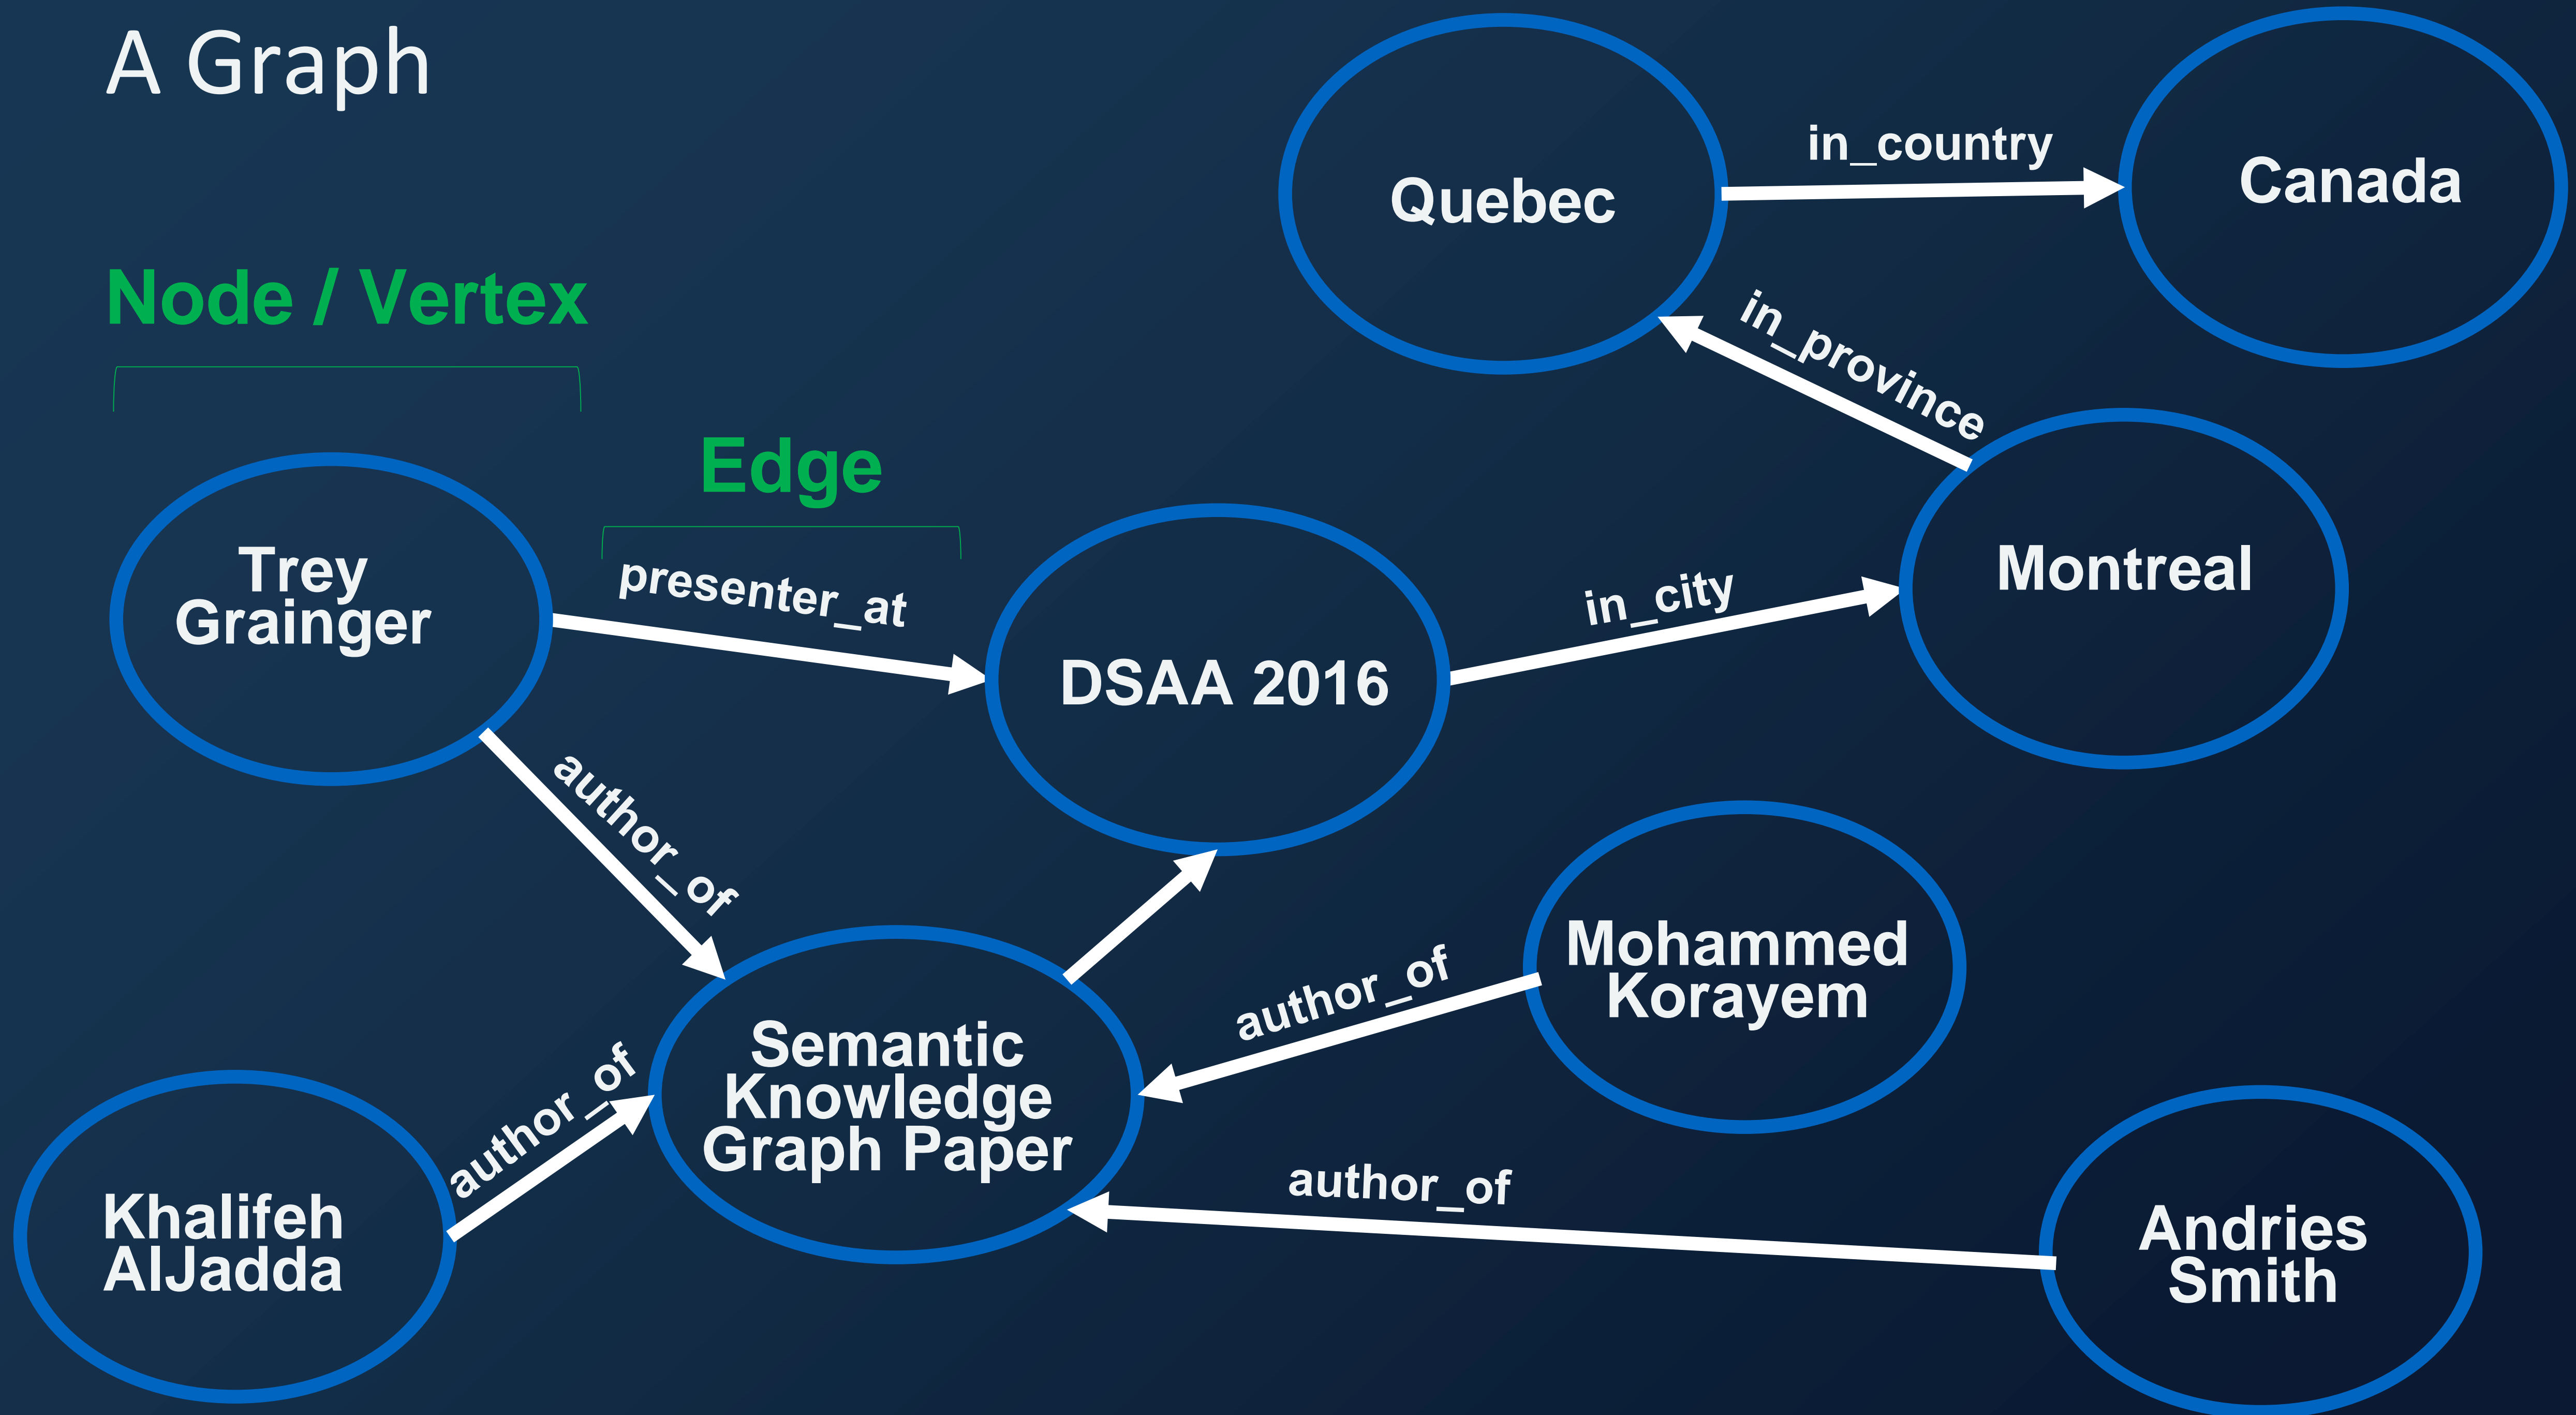 A Graph
Node / Vertex
Edge
Quebec
in_country
Canada
in_province
Trey
Grainger
presenter_at
DSAA 2016
in_city
Montreal
author_of
Mohammed
Korayem
author_of
Semantic
Knowledge
Graph Paper
author_of
Khalifeh
AlJadda
author_of
Andries
Smith